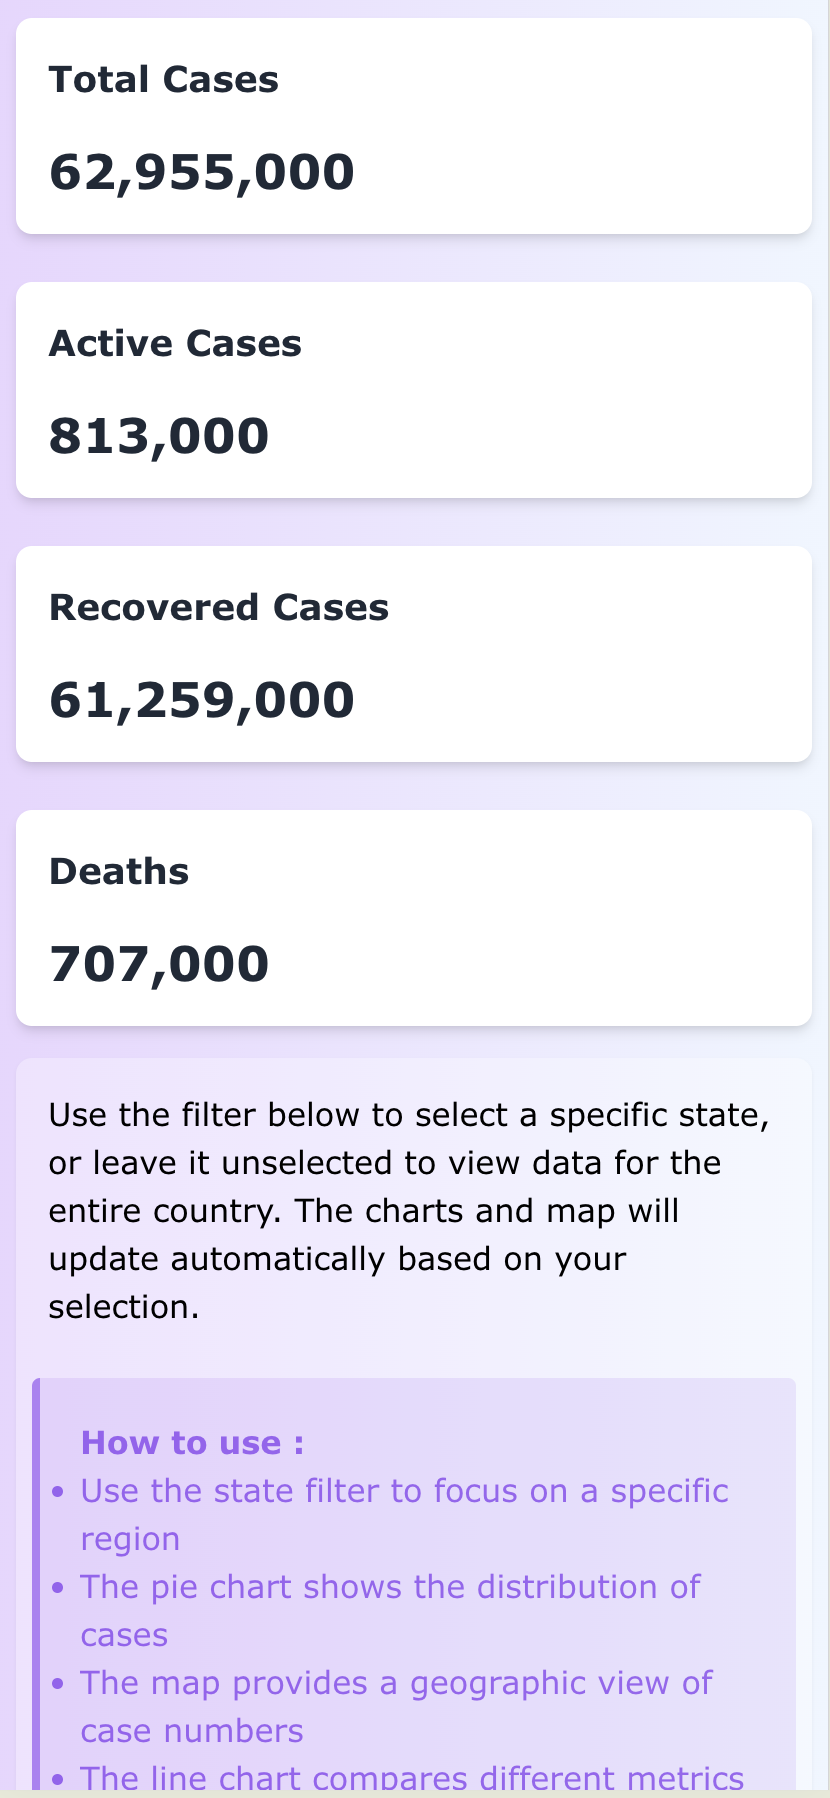 Total Cases
62,955,000
Active Cases
813,000
Recovered Cases
61,259,000
Deaths
707,000
Use the filter below to select a specific state,
or leave it unselected to view data for the
entire country. The charts and map will
update automatically based on your
selection.
How to use :
• Use the state filter to focus on a specific
region
• The pie chart shows the distribution of
cases
• The map provides a geographic view of
case numbers
• The line chart compares different metrics